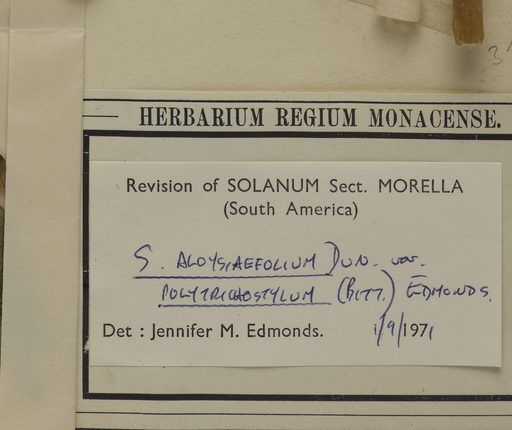 3
HERBARIUM REGIUM MONACENSE.
Revision of SOLANUM Sect. MORELLA
(South America)
S. ALOYSIAEFOLIUM DUN. var.
POLYTRICHOSTYLUM (BITT.) EDMONDS.
Det : Jennifer M. Edmonds. 1/9/1971